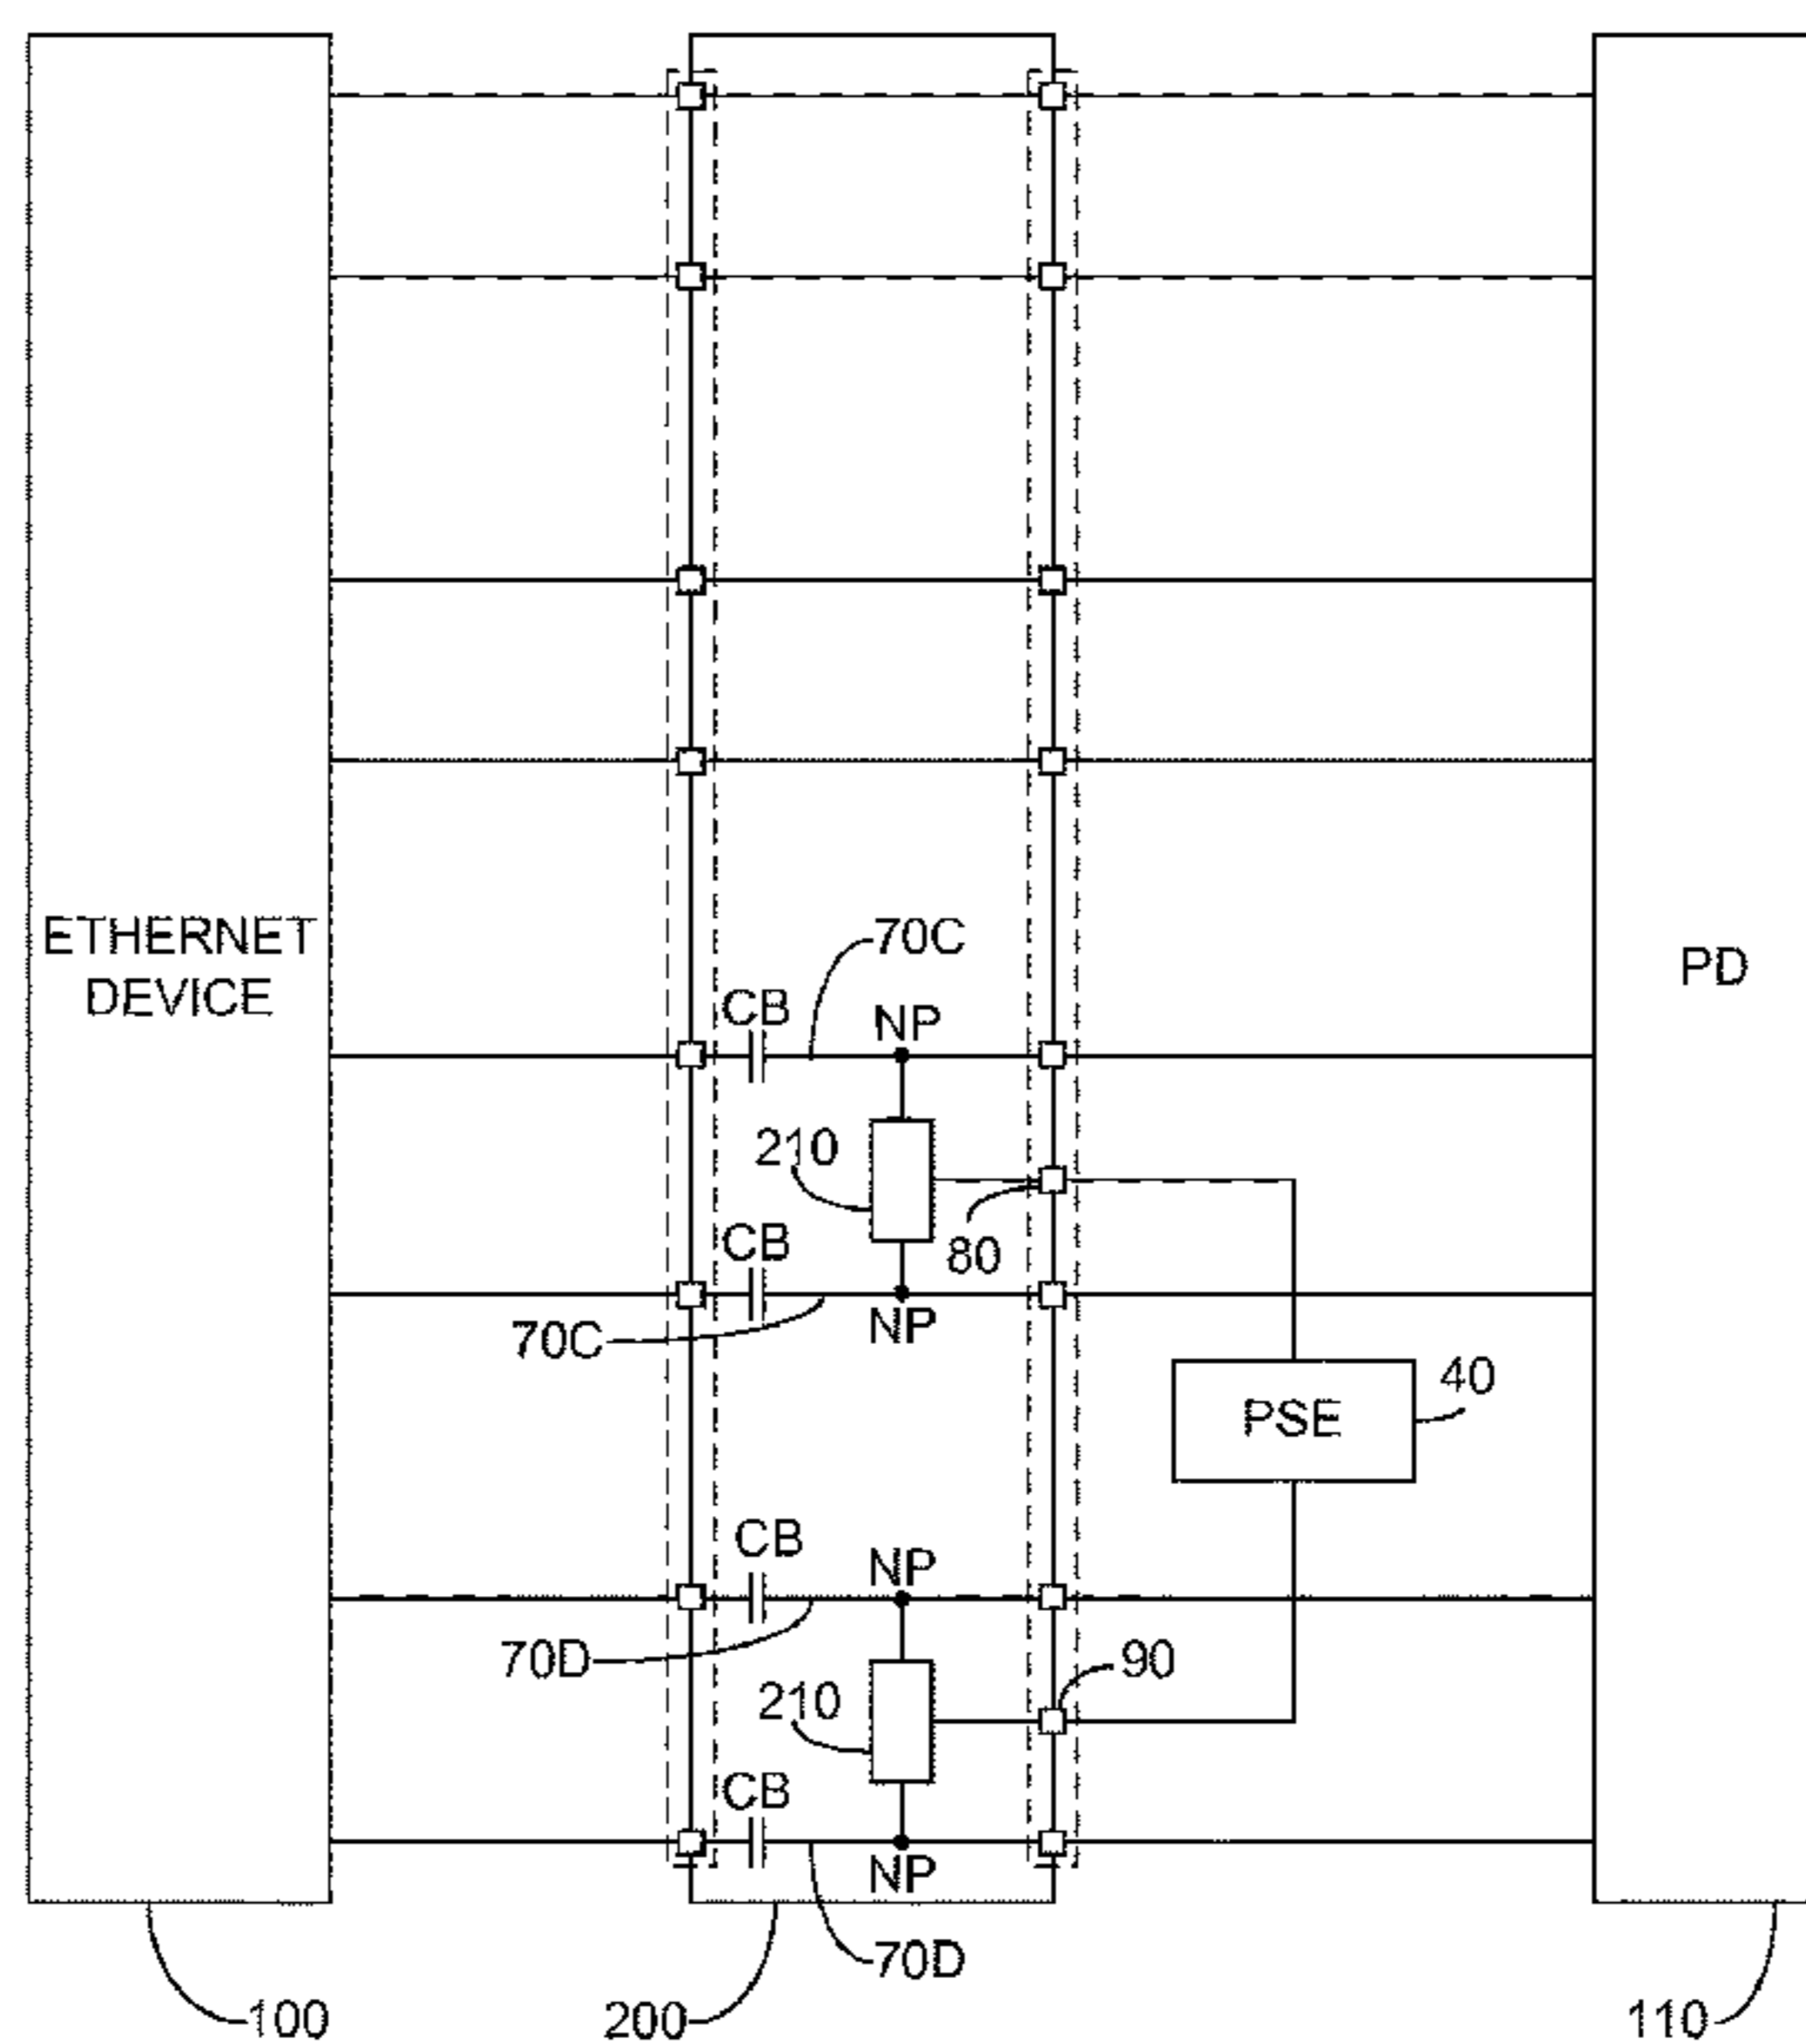 ETHERNET
DEVICE
PD
70C
CB
NP
210
80
CB
NP
70C
40
PSE
CB
NP
70D
90
210
CB
NP
70D
100
200
110